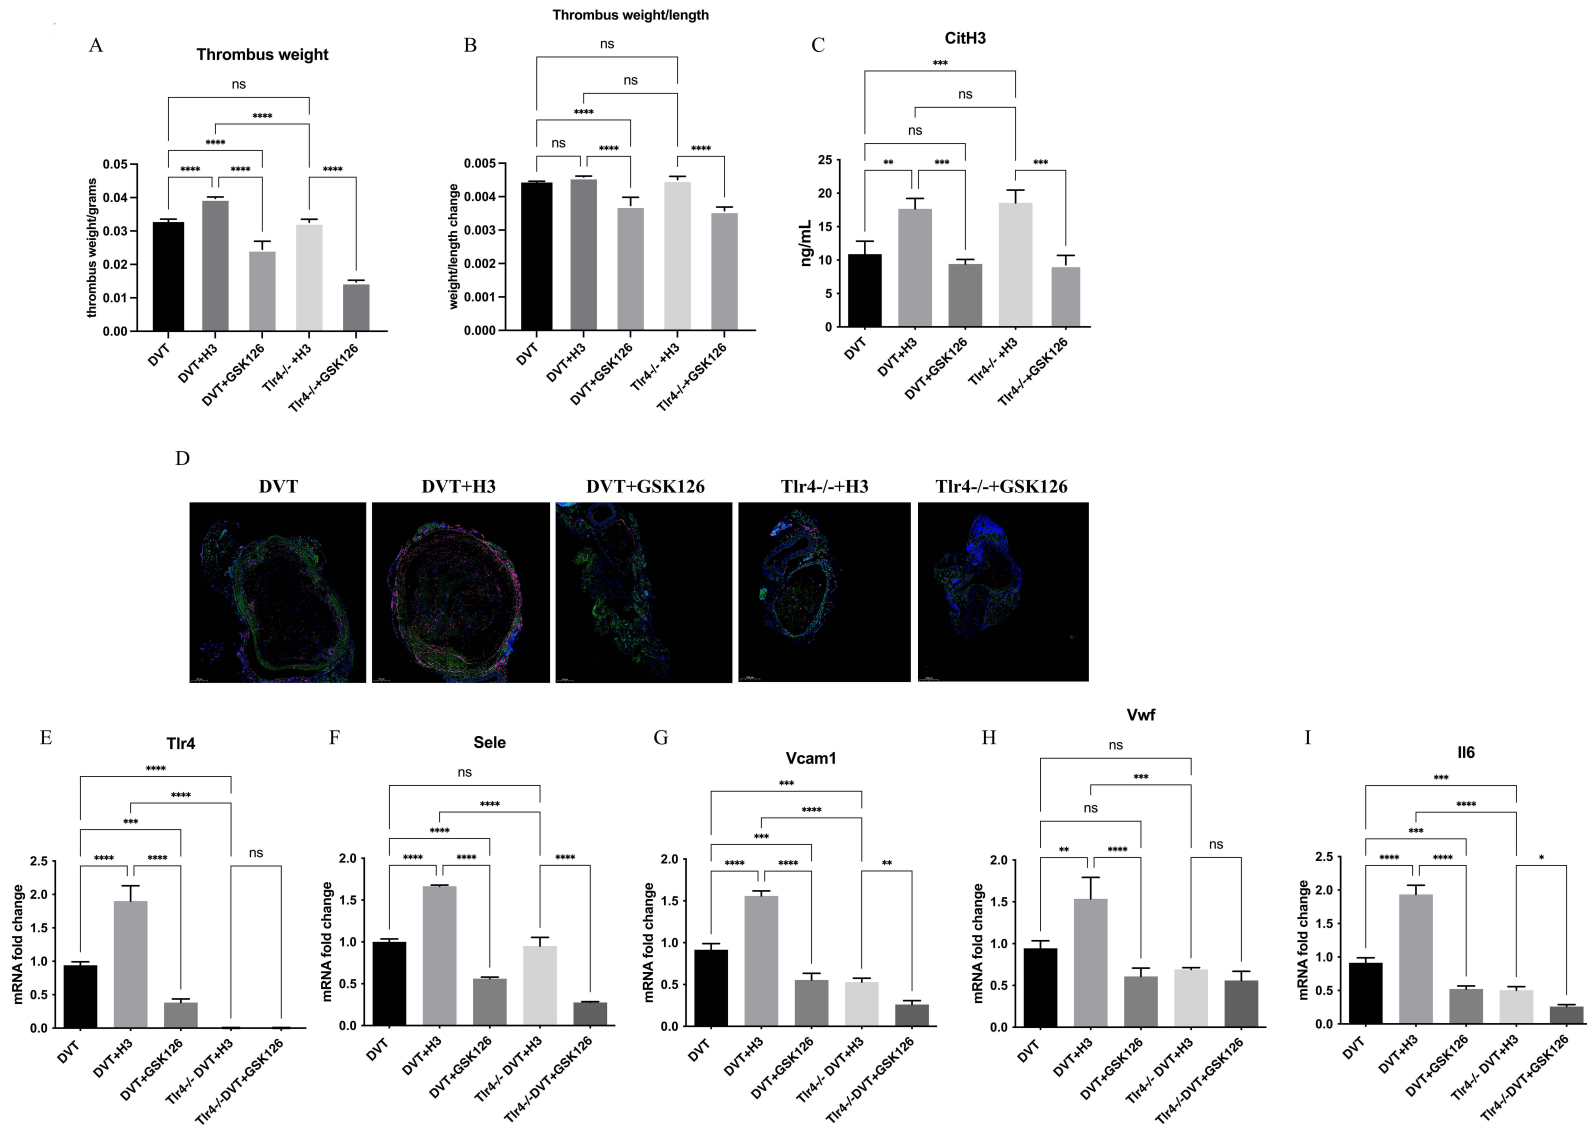 A
Thrombus weight
ns
****
****
****
****
****
thrombus weight/grams
0.05
0.04
0.03
0.02
0.01
0.00
DVT
DVT+H3
DVT+GSK126
Tlr4-/- +H3
Tlr4-/-+GSK126
B
Thrombus weight/length
ns
ns
****
ns
****
****
weight/length change
0.005
0.004
0.003
0.002
0.001
0.000
DVT
DVT+H3
DVT+GSK126
Tlr4-/- +H3
Tlr4-/-+GSK126
C
CitH3
***
ns
ns
**
***
***
ng/mL
25
20
15
10
5
0
DVT
DVT+H3
DVT+GSK126
Tlr4-/- +H3
Tlr4-/-+GSK126
D
DVT
DVT+H3
DVT+GSK126
Tlr4-/-+H3
Tlr4-/-+GSK126
E
Tlr4
****
****
***
****
****
ns
mRNA fold change
2.5
2.0
1.5
1.0
0.5
0.0
DVT
DVT+H3
DVT+GSK126
Tlr4-/- DVT+H3
Tlr4-/-DVT+GSK126
F
Sele
ns
****
****
****
****
****
mRNA fold change
2.0
1.5
1.0
0.5
0.0
DVT
DVT+H3
DVT+GSK126
Tlr4-/- DVT+H3
Tlr4-/-DVT+GSK126
G
Vcam1
***
****
***
****
****
**
mRNA fold change
2.0
1.5
1.0
0.5
0.0
DVT
DVT+H3
DVT+GSK126
Tlr4-/- DVT+H3
Tlr4-/-DVT+GSK126
H
Vwf
ns
***
ns
**
****
ns
mRNA fold change
2.0
1.5
1.0
0.5
0.0
DVT
DVT+H3
DVT+GSK126
Tlr4-/- DVT+H3
Tlr4-/-DVT+GSK126
I
Il6
***
****
***
****
****
*
mRNA fold change
2.5
2.0
1.5
1.0
0.5
0.0
DVT
DVT+H3
DVT+GSK126
Tlr4-/- DVT+H3
Tlr4-/-DVT+GSK126